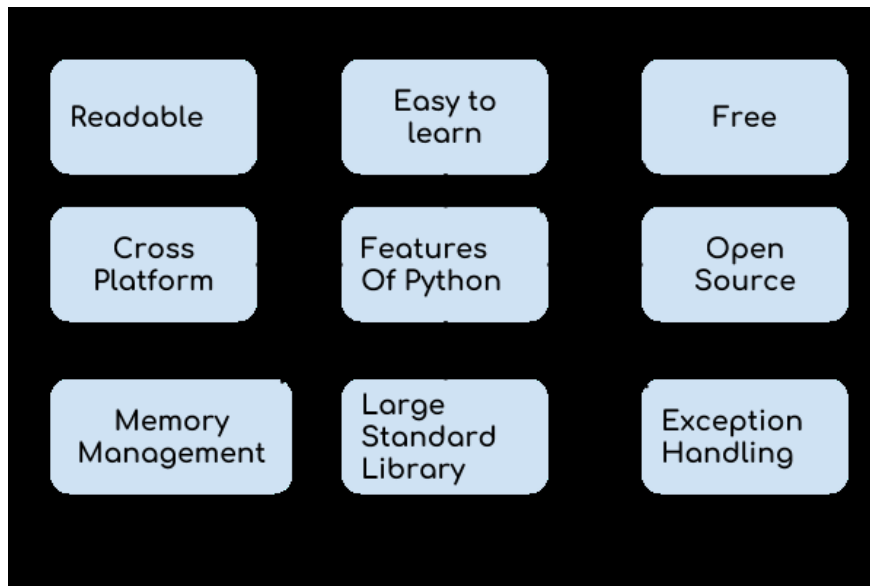 Readable
Easy to
learn
Free
Cross
Platform
Features
Of Python
Open
Source
Memory
Management
Large
Standard
Library
Exception
Handling